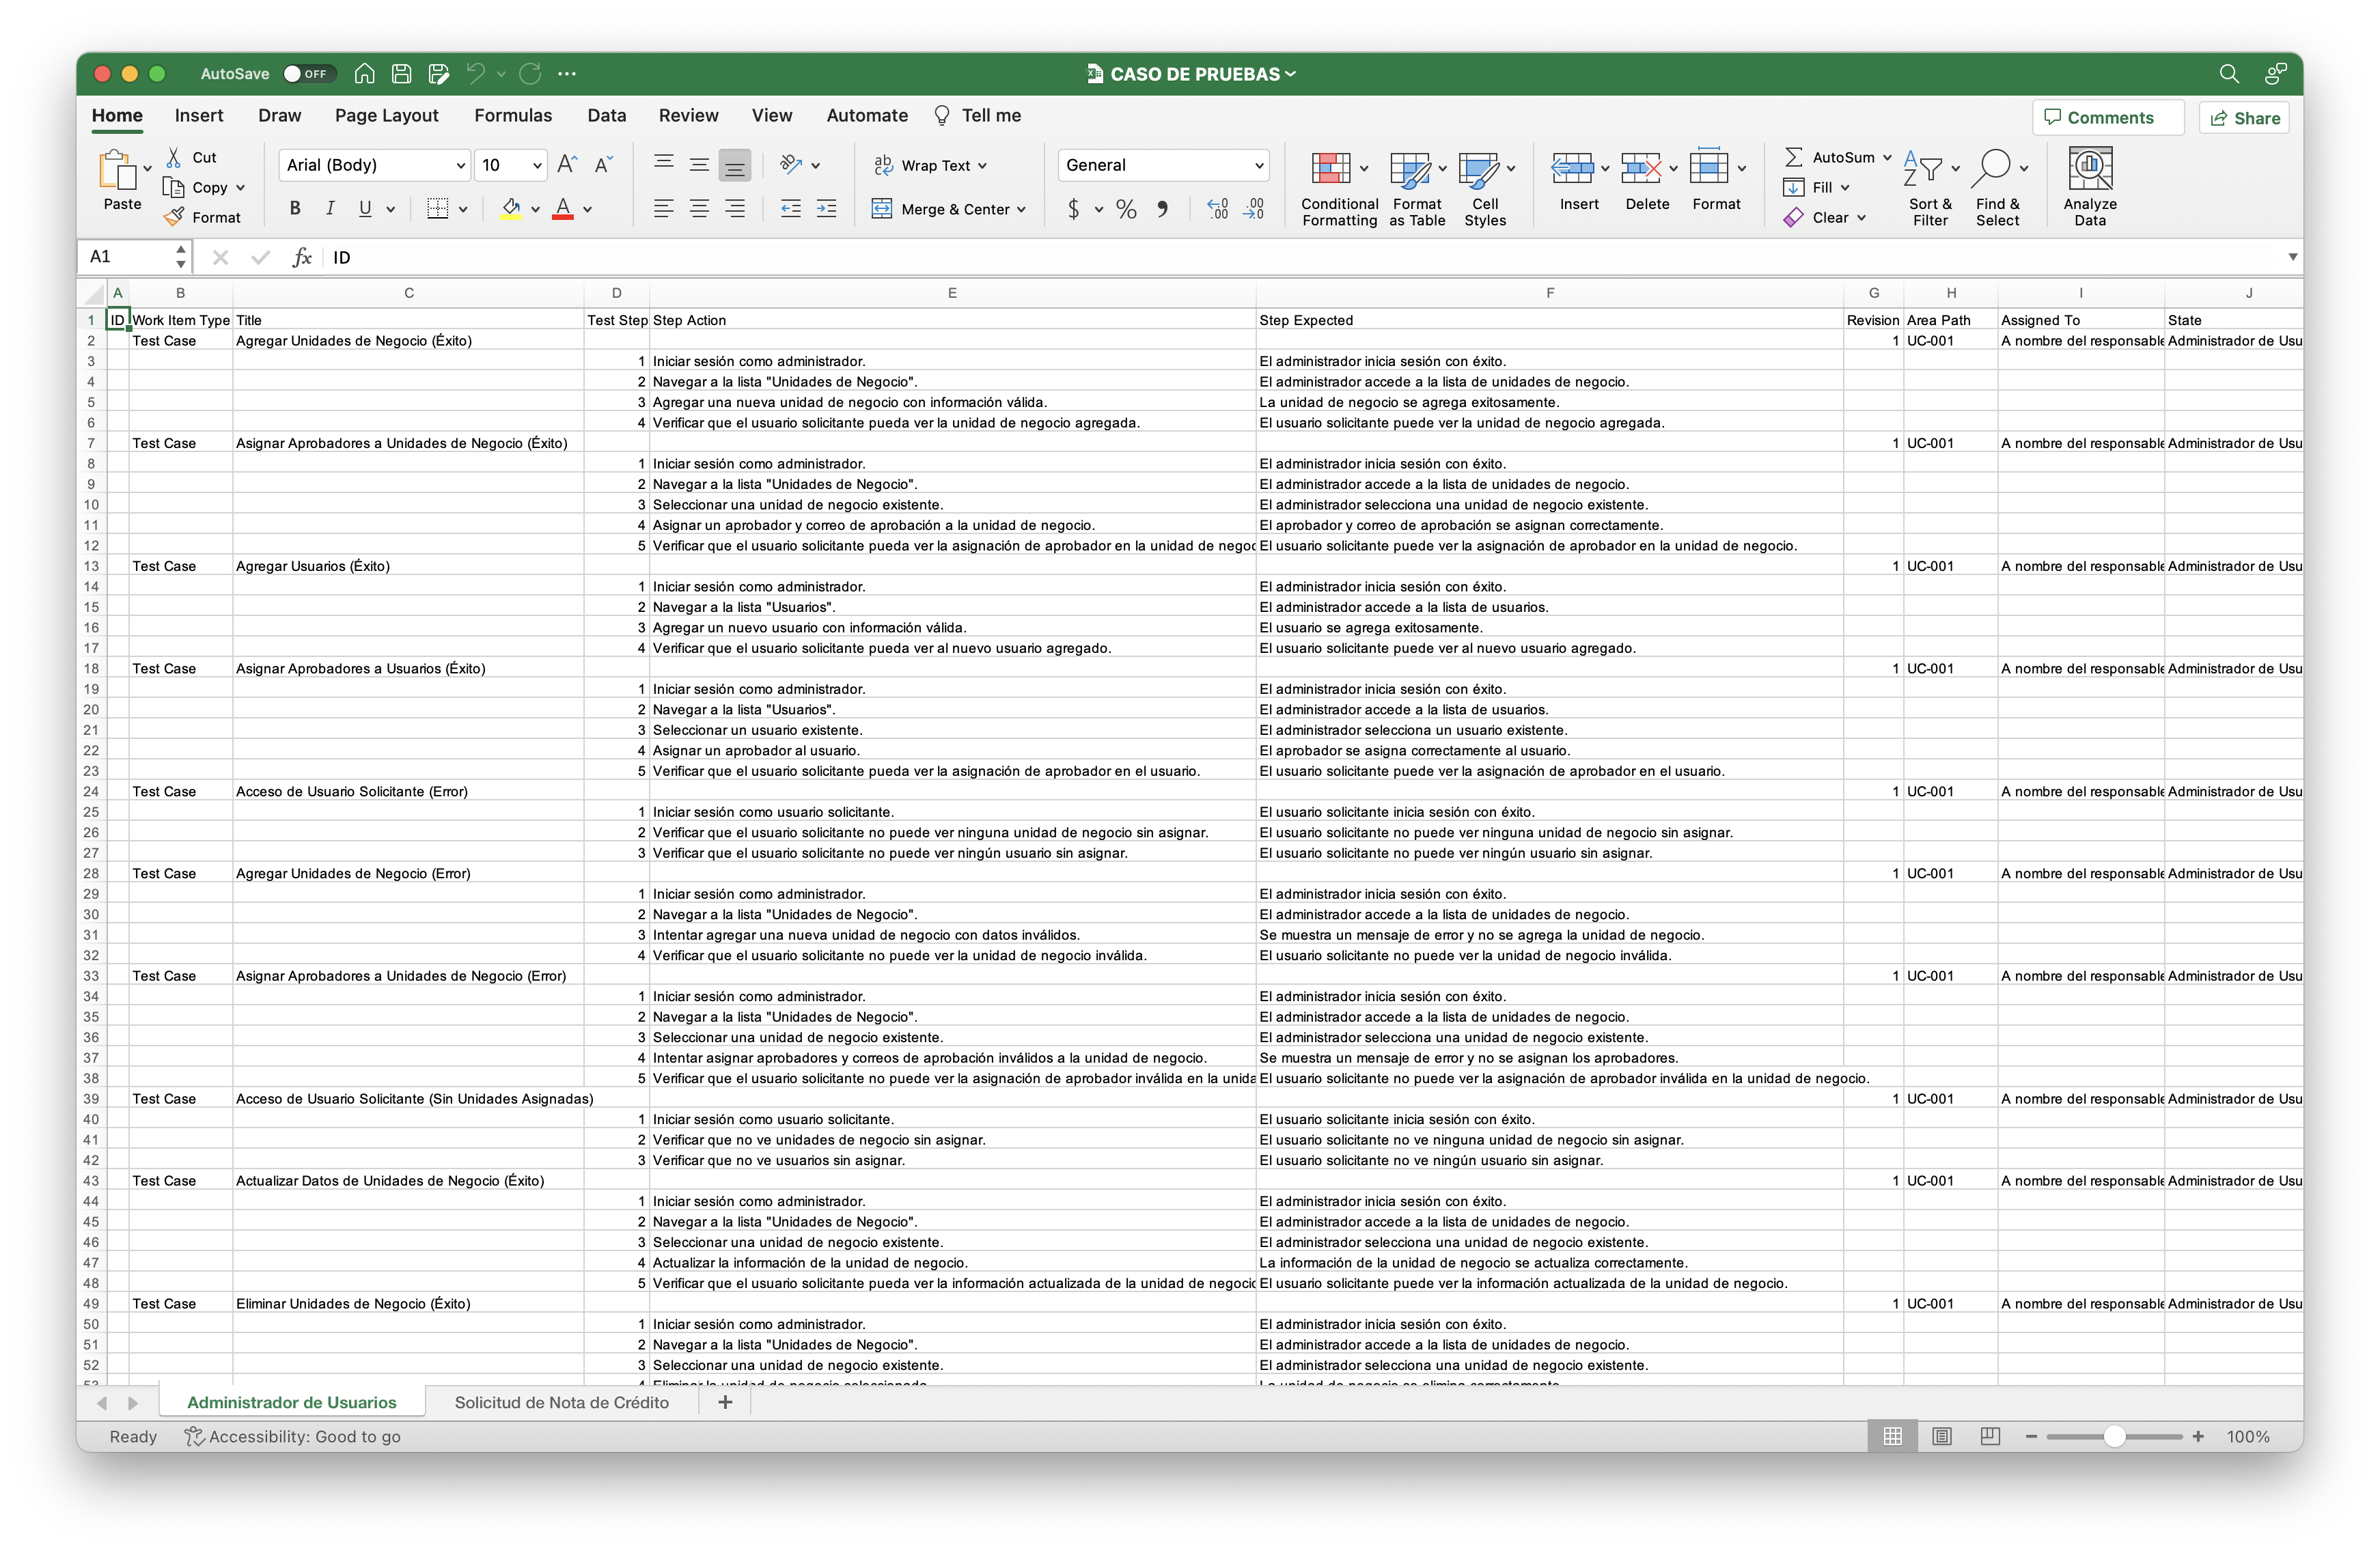 AutoSave OFF CASO DE PRUEBAS
Home Insert Draw Page Layout Formulas Data Review View Automate Tell me Comments Share
Paste Cut Copy Format
Arial (Body) 10 A^ A˅
B I U A
ab Wrap Text
Merge & Center
General
$ % ,
Conditional Formatting Format as Table Cell Styles Insert Delete Format
AutoSum Fill Clear
Sort & Filter Find & Select Analyze Data
A1 fx ID
A B C D E F G H I J
1 ID Work Item Type Title Test Step Step Action Step Expected Revision Area Path Assigned To State
2 Test Case Agregar Unidades de Negocio (Éxito) 1 UC-001 A nombre del responsable Administrador de Usu
3 1 Iniciar sesión como administrador. El administrador inicia sesión con éxito.
4 2 Navegar a la lista "Unidades de Negocio". El administrador accede a la lista de unidades de negocio.
5 3 Agregar una nueva unidad de negocio con información válida. La unidad de negocio se agrega exitosamente.
6 4 Verificar que el usuario solicitante pueda ver la unidad de negocio agregada. El usuario solicitante puede ver la unidad de negocio agregada.
7 Test Case Asignar Aprobadores a Unidades de Negocio (Éxito) 1 UC-001 A nombre del responsable Administrador de Usu
8 1 Iniciar sesión como administrador. El administrador inicia sesión con éxito.
9 2 Navegar a la lista "Unidades de Negocio". El administrador accede a la lista de unidades de negocio.
10 3 Seleccionar una unidad de negocio existente. El administrador selecciona una unidad de negocio existente.
11 4 Asignar un aprobador y correo de aprobación a la unidad de negocio. El aprobador y correo de aprobación se asignan correctamente.
12 5 Verificar que el usuario solicitante pueda ver la asignación de aprobador en la unidad de negoc El usuario solicitante puede ver la asignación de aprobador en la unidad de negocio.
13 Test Case Agregar Usuarios (Éxito) 1 UC-001 A nombre del responsable Administrador de Usu
14 1 Iniciar sesión como administrador. El administrador inicia sesión con éxito.
15 2 Navegar a la lista "Usuarios". El administrador accede a la lista de usuarios.
16 3 Agregar un nuevo usuario con información válida. El usuario se agrega exitosamente.
17 4 Verificar que el usuario solicitante pueda ver al nuevo usuario agregado. El usuario solicitante puede ver al nuevo usuario agregado.
18 Test Case Asignar Aprobadores a Usuarios (Éxito) 1 UC-001 A nombre del responsable Administrador de Usu
19 1 Iniciar sesión como administrador. El administrador inicia sesión con éxito.
20 2 Navegar a la lista "Usuarios". El administrador accede a la lista de usuarios.
21 3 Seleccionar un usuario existente. El administrador selecciona un usuario existente.
22 4 Asignar un aprobador al usuario. El aprobador se asigna correctamente al usuario.
23 5 Verificar que el usuario solicitante pueda ver la asignación de aprobador en el usuario. El usuario solicitante puede ver la asignación de aprobador en el usuario.
24 Test Case Acceso de Usuario Solicitante (Error) 1 UC-001 A nombre del responsable Administrador de Usu
25 1 Iniciar sesión como usuario solicitante. El usuario solicitante inicia sesión con éxito.
26 2 Verificar que el usuario solicitante no puede ver ninguna unidad de negocio sin asignar. El usuario solicitante no puede ver ninguna unidad de negocio sin asignar.
27 3 Verificar que el usuario solicitante no puede ver ningún usuario sin asignar. El usuario solicitante no puede ver ningún usuario sin asignar.
28 Test Case Agregar Unidades de Negocio (Error) 1 UC-001 A nombre del responsable Administrador de Usu
29 1 Iniciar sesión como administrador. El administrador inicia sesión con éxito.
30 2 Navegar a la lista "Unidades de Negocio". El administrador accede a la lista de unidades de negocio.
31 3 Intentar agregar una nueva unidad de negocio con datos inválidos. Se muestra un mensaje de error y no se agrega la unidad de negocio.
32 4 Verificar que el usuario solicitante no puede ver la unidad de negocio inválida. El usuario solicitante no puede ver la unidad de negocio inválida.
33 Test Case Asignar Aprobadores a Unidades de Negocio (Error) 1 UC-001 A nombre del responsable Administrador de Usu
34 1 Iniciar sesión como administrador. El administrador inicia sesión con éxito.
35 2 Navegar a la lista "Unidades de Negocio". El administrador accede a la lista de unidades de negocio.
36 3 Seleccionar una unidad de negocio existente. El administrador selecciona una unidad de negocio existente.
37 4 Intentar asignar aprobadores y correos de aprobación inválidos a la unidad de negocio. Se muestra un mensaje de error y no se asignan los aprobadores.
38 5 Verificar que el usuario solicitante no puede ver la asignación de aprobador inválida en la unida El usuario solicitante no puede ver la asignación de aprobador inválida en la unidad de negocio.
39 Test Case Acceso de Usuario Solicitante (Sin Unidades Asignadas) 1 UC-001 A nombre del responsable Administrador de Usu
40 1 Iniciar sesión como usuario solicitante. El usuario solicitante inicia sesión con éxito.
41 2 Verificar que no ve unidades de negocio sin asignar. El usuario solicitante no ve ninguna unidad de negocio sin asignar.
42 3 Verificar que no ve usuarios sin asignar. El usuario solicitante no ve ningún usuario sin asignar.
43 Test Case Actualizar Datos de Unidades de Negocio (Éxito) 1 UC-001 A nombre del responsable Administrador de Usu
44 1 Iniciar sesión como administrador. El administrador inicia sesión con éxito.
45 2 Navegar a la lista "Unidades de Negocio". El administrador accede a la lista de unidades de negocio.
46 3 Seleccionar una unidad de negocio existente. El administrador selecciona una unidad de negocio existente.
47 4 Actualizar la información de la unidad de negocio. La información de la unidad de negocio se actualiza correctamente.
48 5 Verificar que el usuario solicitante pueda ver la información actualizada de la unidad de negocic El usuario solicitante puede ver la información actualizada de la unidad de negocio.
49 Test Case Eliminar Unidades de Negocio (Éxito) 1 UC-001 A nombre del responsable Administrador de Usu
50 1 Iniciar sesión como administrador. El administrador inicia sesión con éxito.
51 2 Navegar a la lista "Unidades de Negocio". El administrador accede a la lista de unidades de negocio.
52 3 Seleccionar una unidad de negocio existente. El administrador selecciona una unidad de negocio existente.
53 4 Eliminar la unidad de negocio seleccionada. La unidad de negocio se elimina correctamente.
Administrador de Usuarios Solicitud de Nota de Crédito +
Ready Accessibility: Good to go 100%